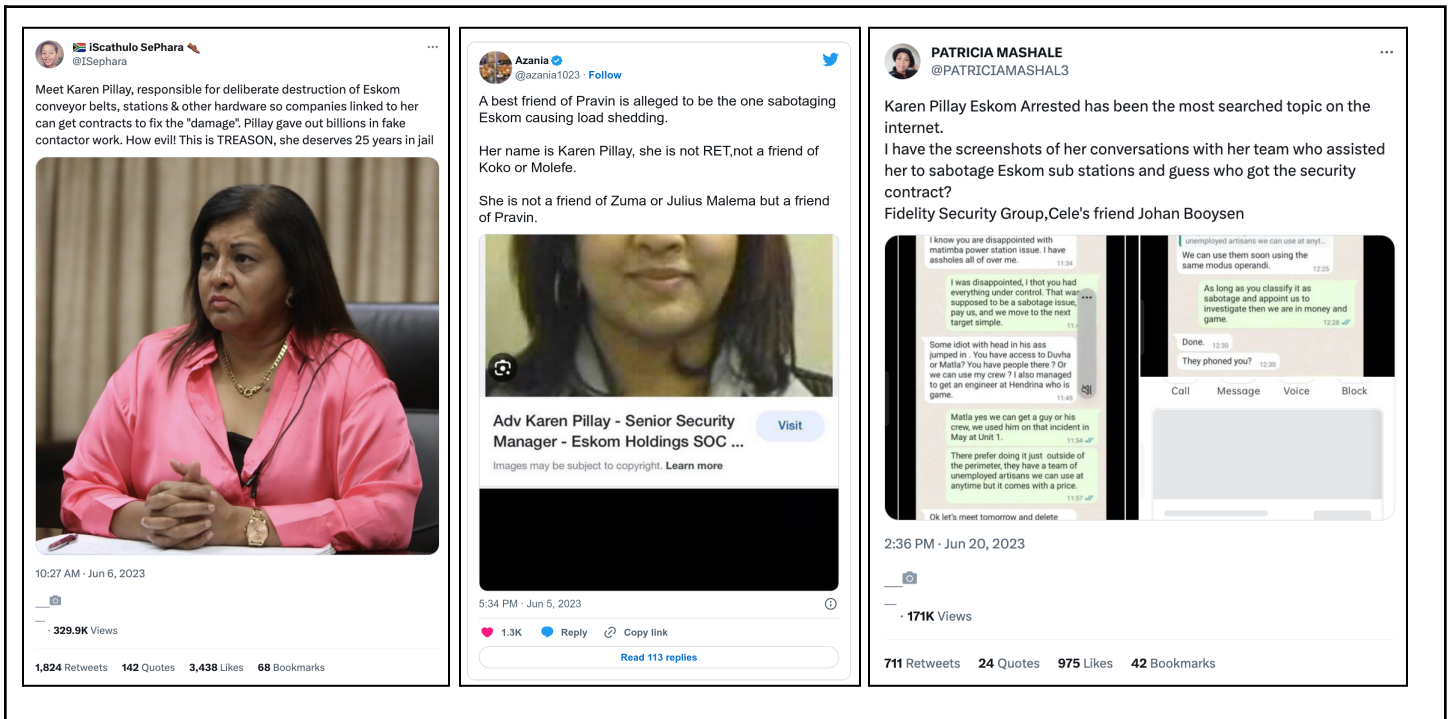 iScathulo SePhara
@ISephara
Meet Karen Pillay, responsible for deliberate destruction of Eskom
conveyor belts, stations & other hardware so companies linked to her
can get contracts to fix the "damage". Pillay gave out billions in fake
contactor work. How evil! This is TREASON, she deserves 25 years in jail
10:27 AM · Jun 6, 2023
· 329.9K Views
1,824 Retweets 142 Quotes 3,438 Likes 68 Bookmarks
Azania
@azania1023 · Follow
A best friend of Pravin is alleged to be the one sabotaging
Eskom causing load shedding.
Her name is Karen Pillay, she is not RET,not a friend of
Koko or Molefe.
She is not a friend of Zuma or Julius Malema but a friend
of Pravin.
Adv Karen Pillay - Senior Security
Manager - Eskom Holdings SOC ...
Visit
Images may be subject to copyright. Learn more
5:34 PM · Jun 5, 2023
1.3K Reply Copy link
Read 113 replies
PATRICIA MASHALE
@PATRICIAMASHAL3
Karen Pillay Eskom Arrested has been the most searched topic on the
internet.
I have the screenshots of her conversations with her team who assisted
her to sabotage Eskom sub stations and guess who got the security
contract?
Fidelity Security Group,Cele's friend Johan Booysen
I know you are disappointed with
matimba power station issue. I have
assholes all of over me.
11:34
I was disappointed, I thot you had
everything under control. That was
supposed to be a sabotage issue,
pay us, and we move to the next
target simple.
Some idiot with head in his ass
jumped in . You have access to Duvha
or Matla? You have people there ? Or
we can use my crew ? I also managed
to get an engineer at Hendrina who is
game.
11:45
Matla yes we can get a guy or his
crew, we used him on that incident in
May at Unit 1.
11:54
There prefer doing it just outside of
the perimeter, they have a team of
unemployed artisans we can use at
anytime but it comes with a price.
11:57
Ok let's meet tomorrow and delete
unemployed artisans we can use at anyt...
We can use them soon using the
same modus operandi.
12:25
As long as you classify it as
sabotage and appoint us to
investigate then we are in money and
game.
12:28
Done. 12:30
They phoned you? 12:30
Call Message Voice Block
2:36 PM · Jun 20, 2023
· 171K Views
711 Retweets 24 Quotes 975 Likes 42 Bookmarks